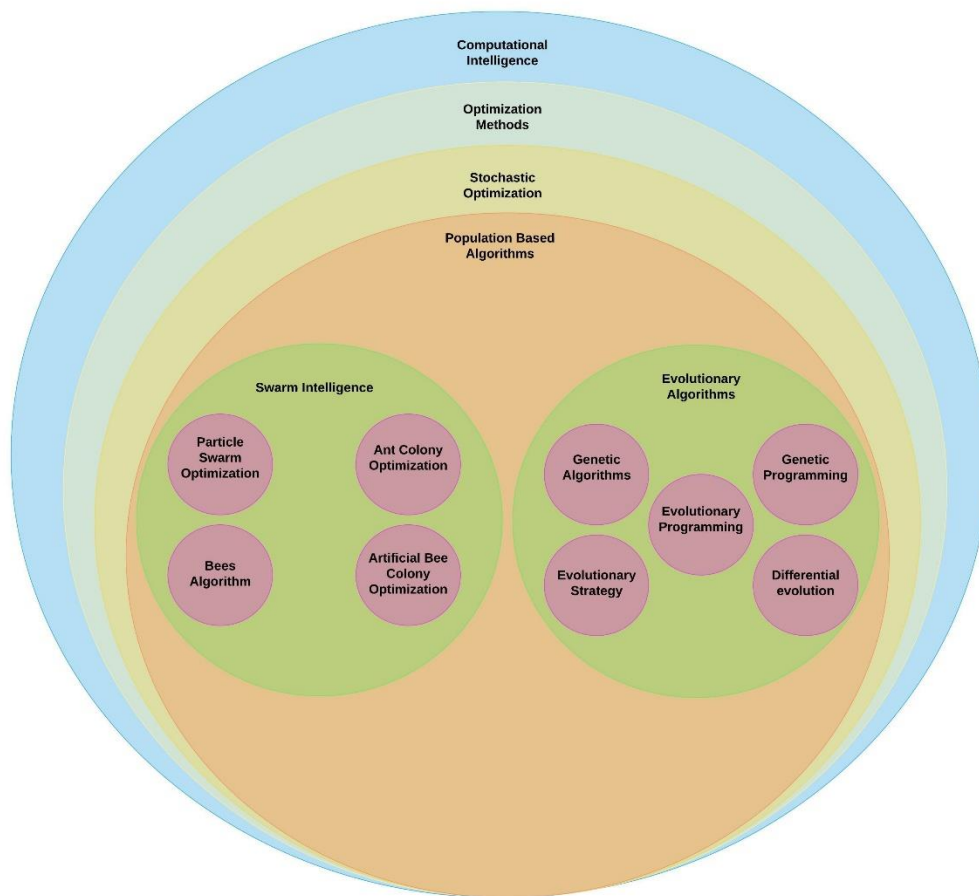 Computational
Intelligence
Optimization
Methods
Stochastic
Optimization
Population Based
Algorithms
Swarm Intelligence
Particle
Swarm
Optimization
Ant Colony
Optimization
Bees
Algorithm
Artificial Bee
Colony
Optimization
Evolutionary
Algorithms
Genetic
Algorithms
Genetic
Programming
Evolutionary
Programming
Evolutionary
Strategy
Differential
evolution